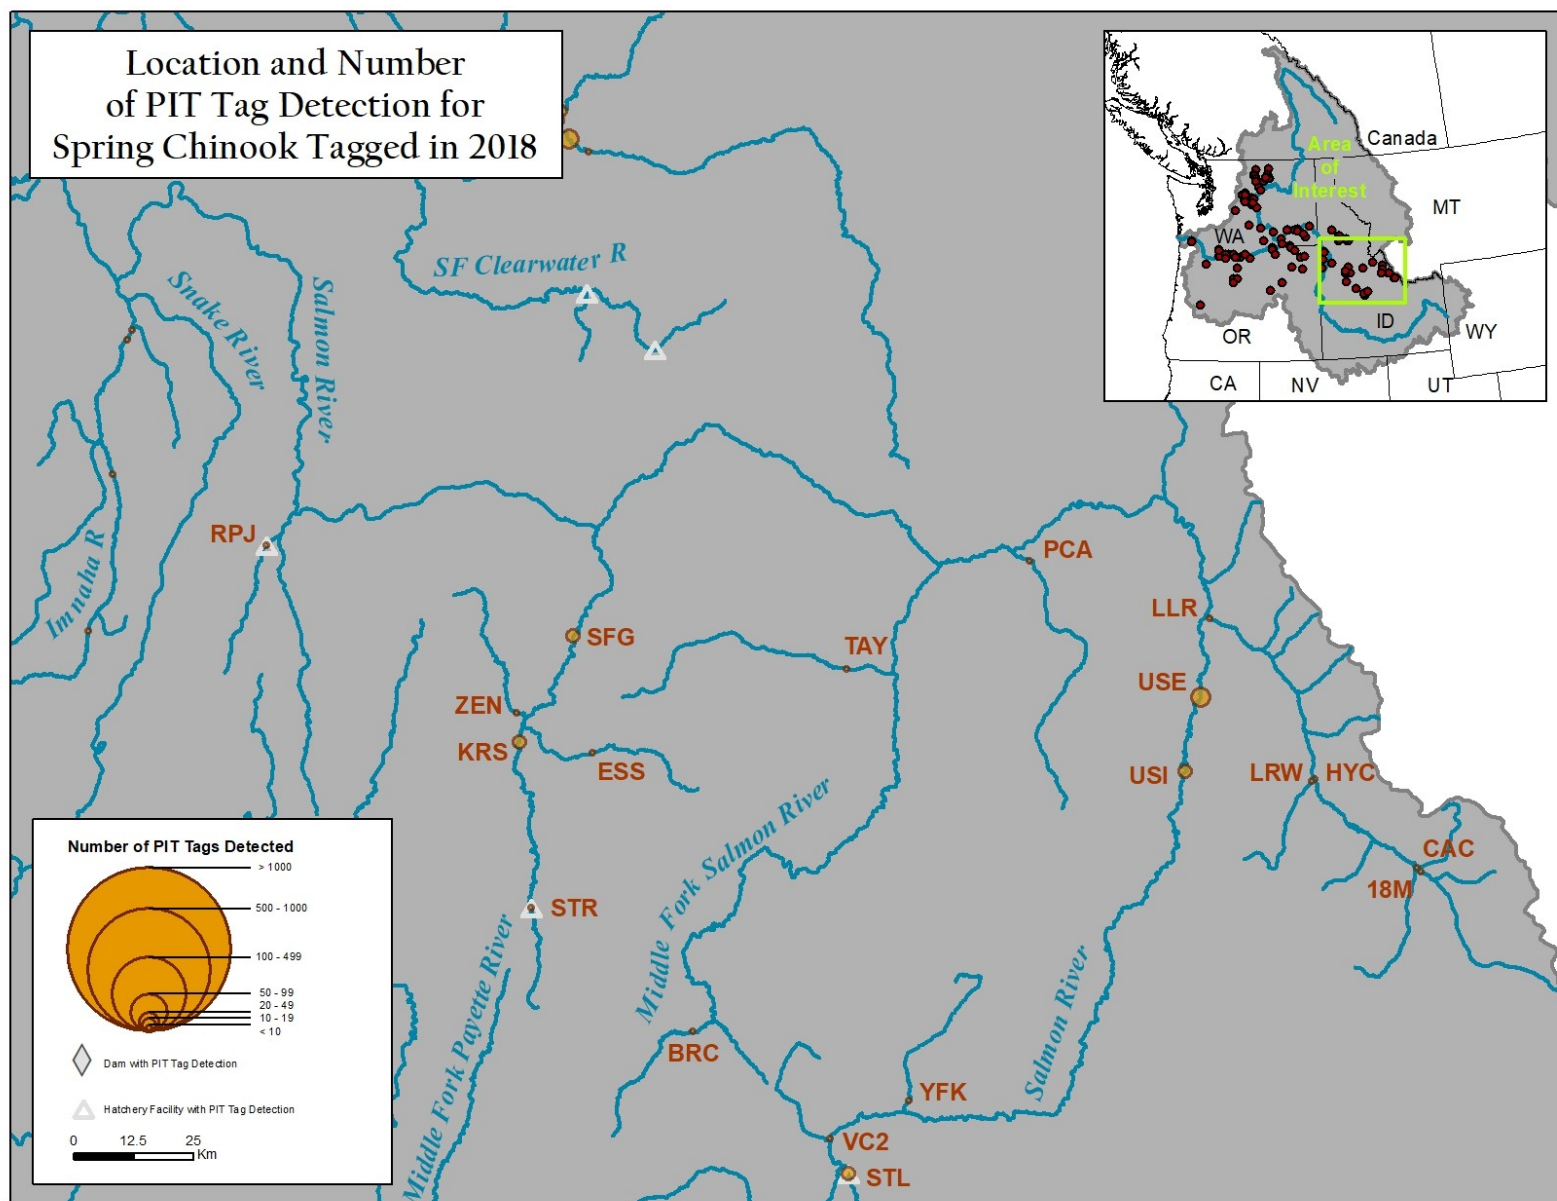 Location and Number
of PIT Tag Detection for
Spring Chinook Tagged in 2018
Canada
Area
of
Interest
MT
WA
ID
WY
OR
CA
NV
UT
SF Clearwater R
Snake River
Salmon River
Imnaha R
RPJ
PCA
LLR
SFG
TAY
USE
ZEN
KRS
ESS
USI
LRW
HYC
CAC
18M
Middle Fork Salmon River
STR
Middle Fork Payette River
Salmon River
BRC
YFK
VC2
STL
Number of PIT Tags Detected
> 1000
500 - 1000
100 - 499
50 - 99
20 - 49
10 - 19
< 10
Dam with PIT Tag Detection
Hatchery Facility with PIT Tag Detection
0 12.5 25
Km